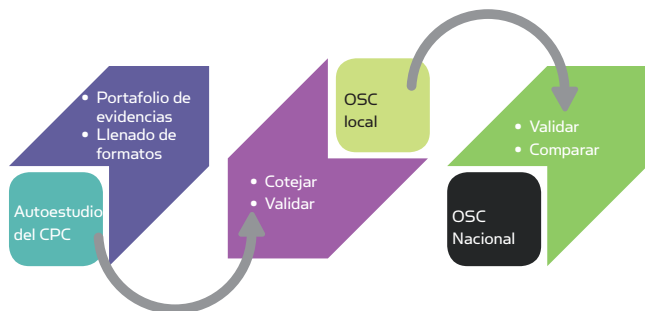 • Portafolio de
evidencias
• Llenado de
formatos
Autoestudio
del CPC
OSC
local
• Cotejar
• Validar
• Validar
• Comparar
OSC
Nacional